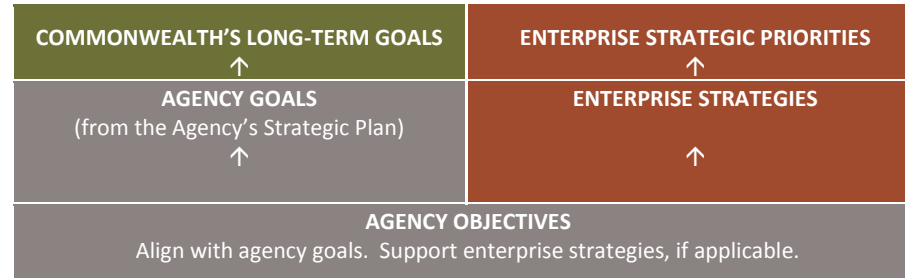 COMMONWEALTH’S LONG-TERM GOALS
↑
ENTERPRISE STRATEGIC PRIORITIES
↑
AGENCY GOALS
(from the Agency’s Strategic Plan)
↑
ENTERPRISE STRATEGIES
↑
AGENCY OBJECTIVES
Align with agency goals.  Support enterprise strategies, if applicable.